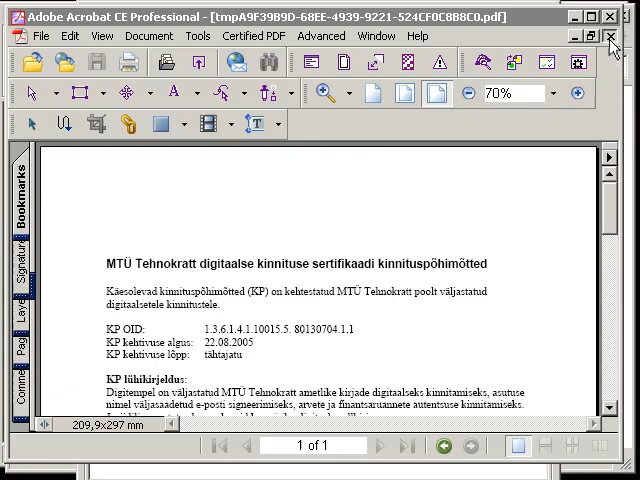 Adobe Acrobat CE Professional - [tmpA9F39B9D-68EE-4939-9221-524CF0C8B8C0.pdf]
File Edit View Document Tools Certified PDF Advanced Window Help
70%
Bookmarks
Signature
Laye
Pag
Comme
MTÜ Tehnokratt digitaalse kinnituse sertifikaadi kinnituspõhimõtted
Käesolevad kinnituspõhimõtted (KP) on kehtestatud MTÜ Tehnokratt poolt väljastatud
digitaalsetele kinnitustele.
KP OID: 1.3.6.1.4.1.10015.5. 80130704.1.1
KP kehtivuse algus: 22.08.2005
KP kehtivuse lõpp: tähtajatu
KP lühikirjeldus:
Digitempel on väljastatud MTÜ Tehnokratt ametlike kirjade digitaalseks kinnitamiseks, asutuse
nimel väljasaadetud e-posti signeerimiseks, arvete ja finantsaruannete autentsuse kinnitamiseks.
209,9x297 mm
1 of 1